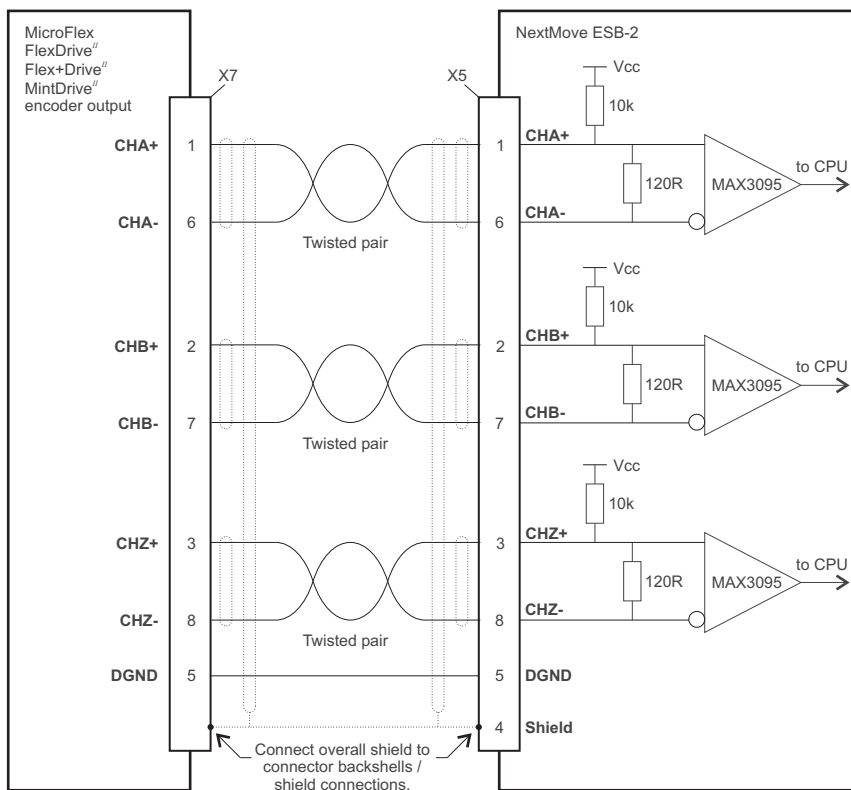 MicroFlex
FlexDrive"
Flex+Drive"
MintDrive"
encoder output
NextMove ESB-2
X7
X5
Vcc
10k
CHA+
1
1
CHA+
120R
MAX3095
to CPU
CHA-
6
6
CHA-
Twisted pair
Vcc
10k
CHB+
2
2
CHB+
120R
MAX3095
to CPU
CHB-
7
7
CHB-
Twisted pair
Vcc
10k
CHZ+
3
3
CHZ+
120R
MAX3095
to CPU
CHZ-
8
8
CHZ-
Twisted pair
DGND
5
5
DGND
4
Shield
Connect overall shield to
connector backshells /
shield connections.